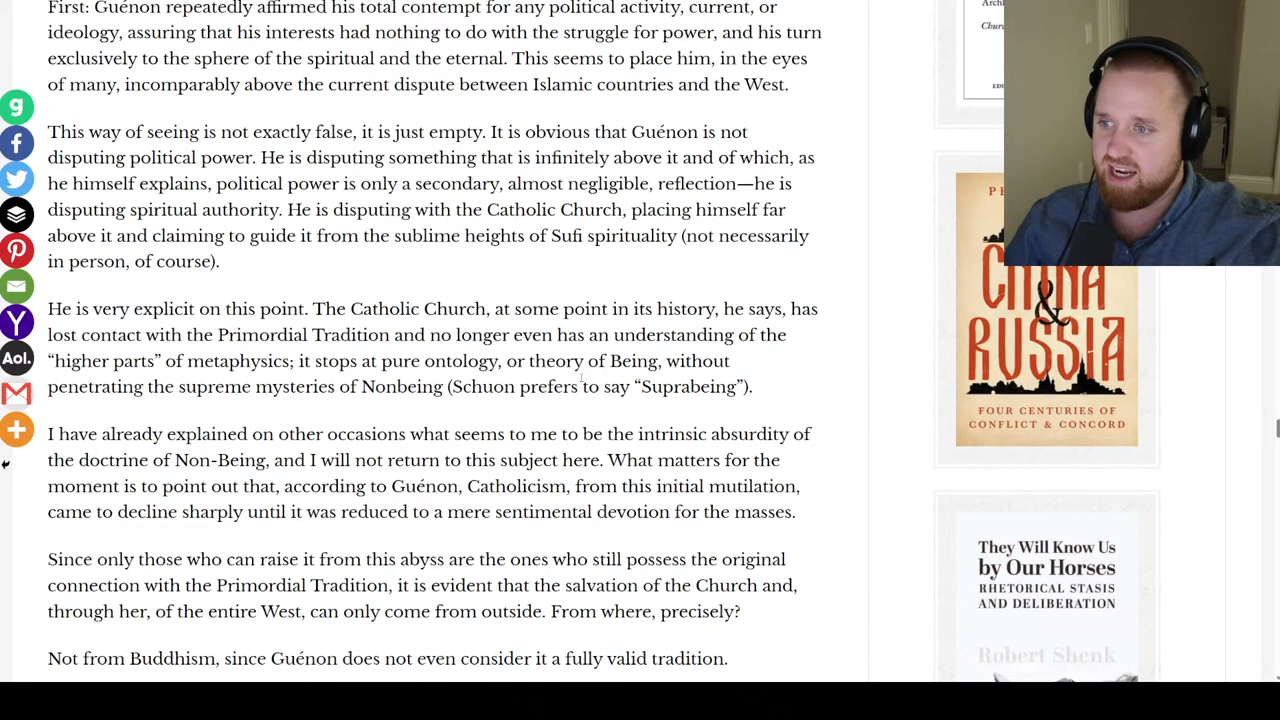 First: Guénon repeatedly affirmed his total contempt for any political activity, current, or
ideology, assuring that his interests had nothing to do with the struggle for power, and his turn
exclusively to the sphere of the spiritual and the eternal. This seems to place him, in the eyes
of many, incomparably above the current dispute between Islamic countries and the West.
This way of seeing is not exactly false, it is just empty. It is obvious that Guénon is not
disputing political power. He is disputing something that is infinitely above it and of which, as
he himself explains, political power is only a secondary, almost negligible, reflection—he is
disputing spiritual authority. He is disputing with the Catholic Church, placing himself far
above it and claiming to guide it from the sublime heights of Sufi spirituality (not necessarily
in person, of course).
He is very explicit on this point. The Catholic Church, at some point in its history, he says, has
lost contact with the Primordial Tradition and no longer even has an understanding of the
“higher parts” of metaphysics; it stops at pure ontology, or theory of Being, without
penetrating the supreme mysteries of Nonbeing (Schuon prefers to say “Suprabeing”).
I have already explained on other occasions what seems to me to be the intrinsic absurdity of
the doctrine of Non-Being, and I will not return to this subject here. What matters for the
moment is to point out that, according to Guénon, Catholicism, from this initial mutilation,
came to decline sharply until it was reduced to a mere sentimental devotion for the masses.
Since only those who can raise it from this abyss are the ones who still possess the original
connection with the Primordial Tradition, it is evident that the salvation of the Church and,
through her, of the entire West, can only come from outside. From where, precisely?
Not from Buddhism, since Guénon does not even consider it a fully valid tradition.
g
Y
Aol.
CHINA
&
RUSSIA
FOUR CENTURIES OF
CONFLICT & CONCORD
They Will Know Us
by Our Horses
RHETORICAL STASIS
AND DELIBERATION
Robert Shenk